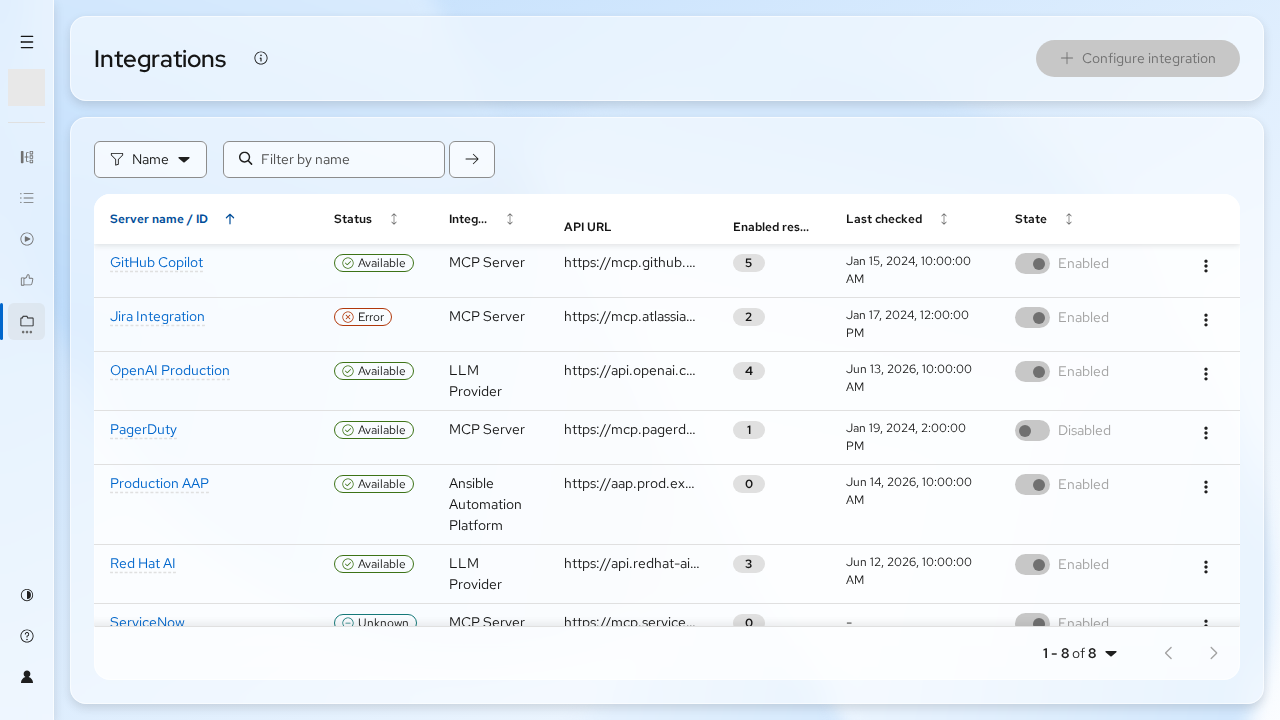 Integrations
Configure integration
Name
Filter by name
Server name / ID
Status
Integ...
API URL
Enabled res...
Last checked
State
GitHub Copilot
Available
MCP Server
https://mcp.github....
5
Jan 15, 2024, 10:00:00
AM
Enabled
Jira Integration
Error
MCP Server
https://mcp.atlassia...
2
Jan 17, 2024, 12:00:00
PM
Enabled
OpenAI Production
Available
LLM
Provider
https://api.openai.c...
4
Jun 13, 2026, 10:00:00
AM
Enabled
PagerDuty
Available
MCP Server
https://mcp.pagerd...
1
Jan 19, 2024, 2:00:00
PM
Disabled
Production AAP
Available
Ansible
Automation
Platform
https://aap.prod.ex...
0
Jun 14, 2026, 10:00:00
AM
Enabled
Red Hat AI
Available
LLM
Provider
https://api.redhat-ai...
3
Jun 12, 2026, 10:00:00
AM
Enabled
ServiceNow
Unknown
MCP Server
https://mcp.service...
0
-
Enabled
1 - 8 of 8